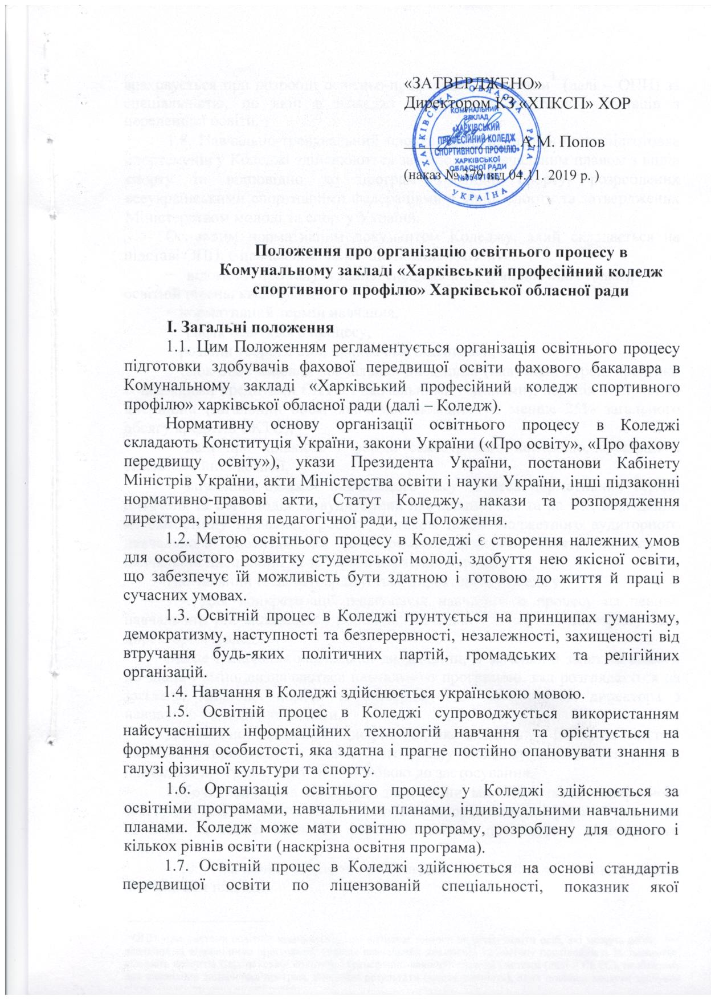 «ЗАТВЕРДЖЕНО»
Директором КЗ «ХПКСП» ХОР
А.М. Попов
(наказ № 379 від 04.11. 2019 р. )
ХАРКІВСЬКА ОБЛАСНА РАДА
УКРАЇНА
КОМУНАЛЬНИЙ
ЗАКЛАД
«ХАРКІВСЬКИЙ
ПРОФЕСІЙНИЙ КОЛЕДЖ
СПОРТИВНОГО ПРОФІЛЮ»
ХАРКІВСЬКОЇ
ОБЛАСНОЇ РАДИ
Положення про організацію освітнього процесу в
Комунальному закладі «Харківський професійний коледж
спортивного профілю» Харківської обласної ради
І. Загальні положення
1.1. Цим Положенням регламентується організація освітнього процесу
підготовки здобувачів фахової передвищої освіти фахового бакалавра в
Комунальному закладі «Харківський професійний коледж спортивного
профілю» харківської обласної ради (далі – Коледж).
Нормативну основу організації освітнього процесу в Коледжі
складають Конституція України, закони України («Про освіту», «Про фахову
передвищу освіту»), укази Президента України, постанови Кабінету
Міністрів України, акти Міністерства освіти і науки України, інші підзаконні
нормативно-правові акти, Статут Коледжу, накази та розпорядження
директора, рішення педагогічної ради, це Положення.
1.2. Метою освітнього процесу в Коледжі є створення належних умов
для особистого розвитку студентської молоді, здобуття нею якісної освіти,
що забезпечує їй можливість бути здатною і готовою до життя й праці в
сучасних умовах.
1.3. Освітній процес в Коледжі ґрунтується на принципах гуманізму,
демократизму, наступності та безперервності, незалежності, захищеності від
втручання будь-яких політичних партій, громадських та релігійних
організацій.
1.4. Навчання в Коледжі здійснюється українською мовою.
1.5. Освітній процес в Коледжі супроводжується використанням
найсучасніших інформаційних технологій навчання та орієнтується на
формування особистості, яка здатна і прагне постійно опановувати знання в
галузі фізичної культури та спорту.
1.6. Організація освітнього процесу у Коледжі здійснюється за
освітніми програмами, навчальними планами, індивідуальними навчальними
планами. Коледж може мати освітню програму, розроблену для одного і
кількох рівнів освіти (наскрізна освітня програма).
1.7. Освітній процес в Коледжі здійснюється на основі стандартів
передвищої освіти по ліцензованій спеціальності, показник якої